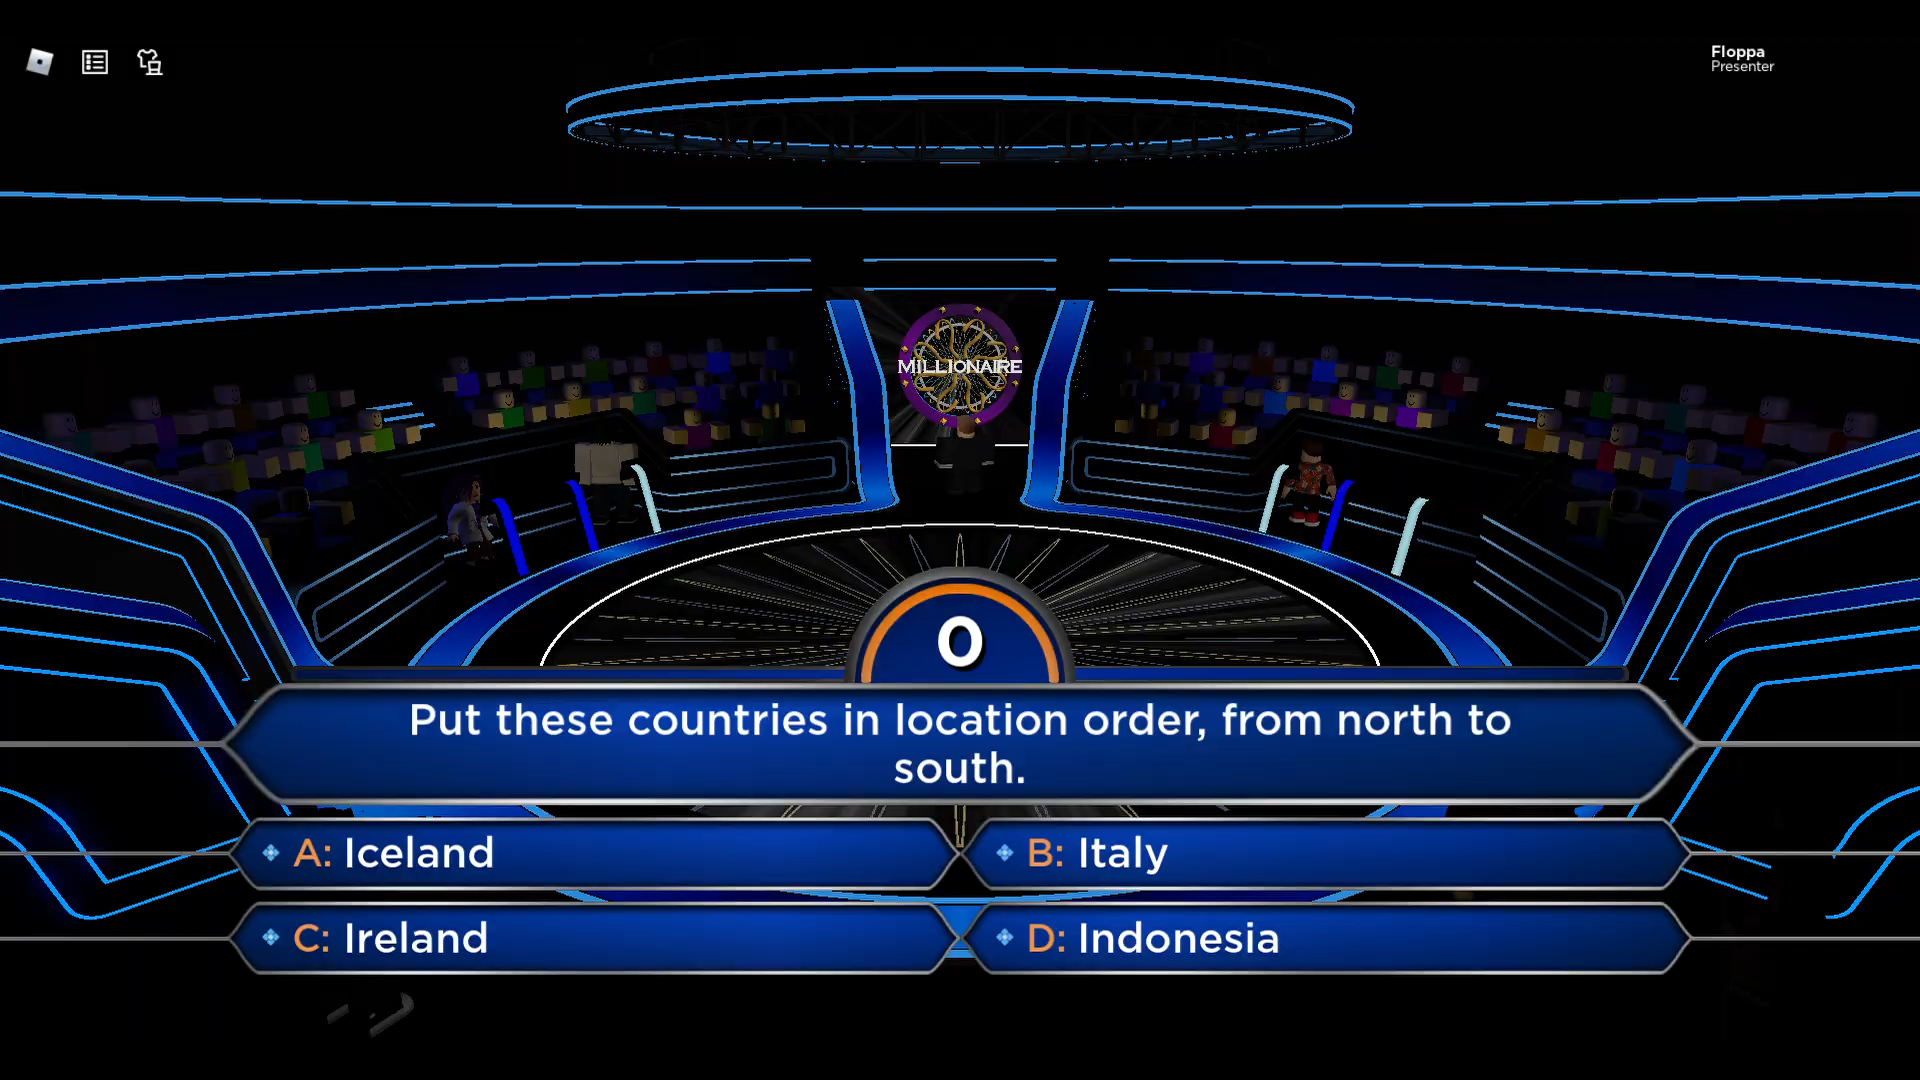 Floppa
Presenter
MILLIONAIRE
0
Put these countries in location order, from north to
south.
A: Iceland
B: Italy
C: Ireland
D: Indonesia